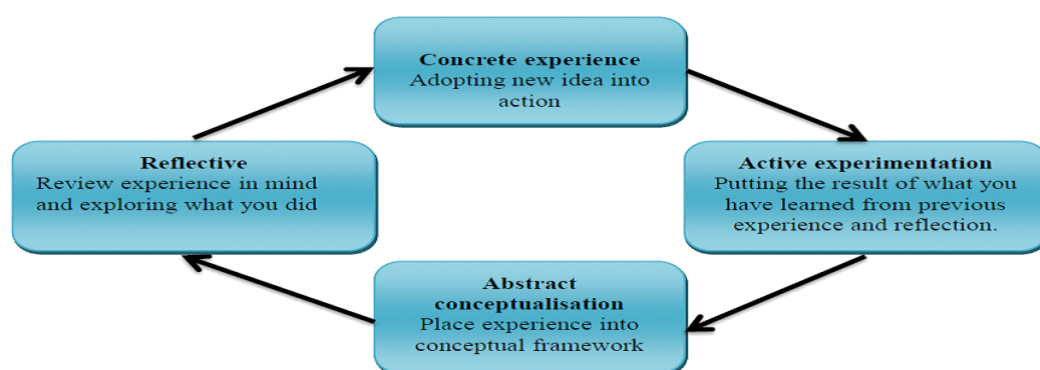 Concrete experience
Adopting new idea into
action
Reflective
Review experience in mind
and exploring what you did
Active experimentation
Putting the result of what you
have learned from previous
experience and reflection.
Abstract
conceptualisation
Place experience into
conceptual framework